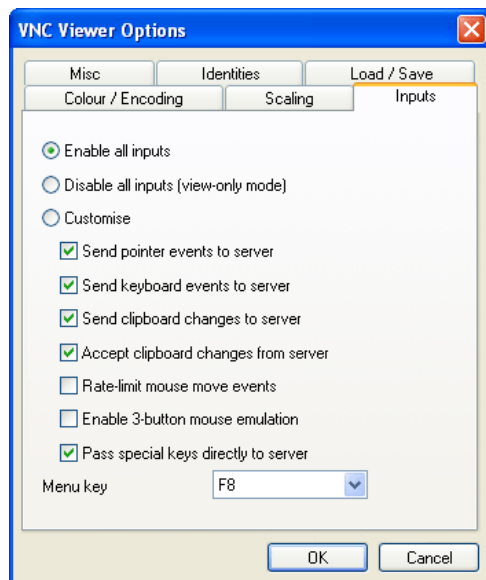 VNC Viewer Options
Misc Identities Load / Save
Colour / Encoding Scaling Inputs
Enable all inputs
Disable all inputs (view-only mode)
Customise
Send pointer events to server
Send keyboard events to server
Send clipboard changes to server
Accept clipboard changes from server
Rate-limit mouse move events
Enable 3-button mouse emulation
Pass special keys directly to server
Menu key F8
OK Cancel